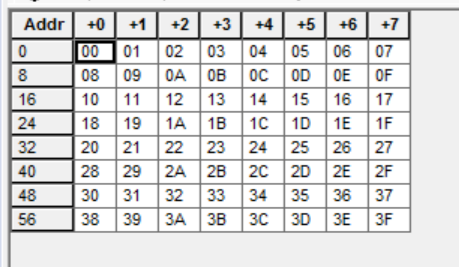 Addr +0 +1 +2 +3 +4 +5 +6 +7
0 00 01 02 03 04 05 06 07
8 08 09 0A 0B 0C 0D 0E 0F
16 10 11 12 13 14 15 16 17
24 18 19 1A 1B 1C 1D 1E 1F
32 20 21 22 23 24 25 26 27
40 28 29 2A 2B 2C 2D 2E 2F
48 30 31 32 33 34 35 36 37
56 38 39 3A 3B 3C 3D 3E 3F